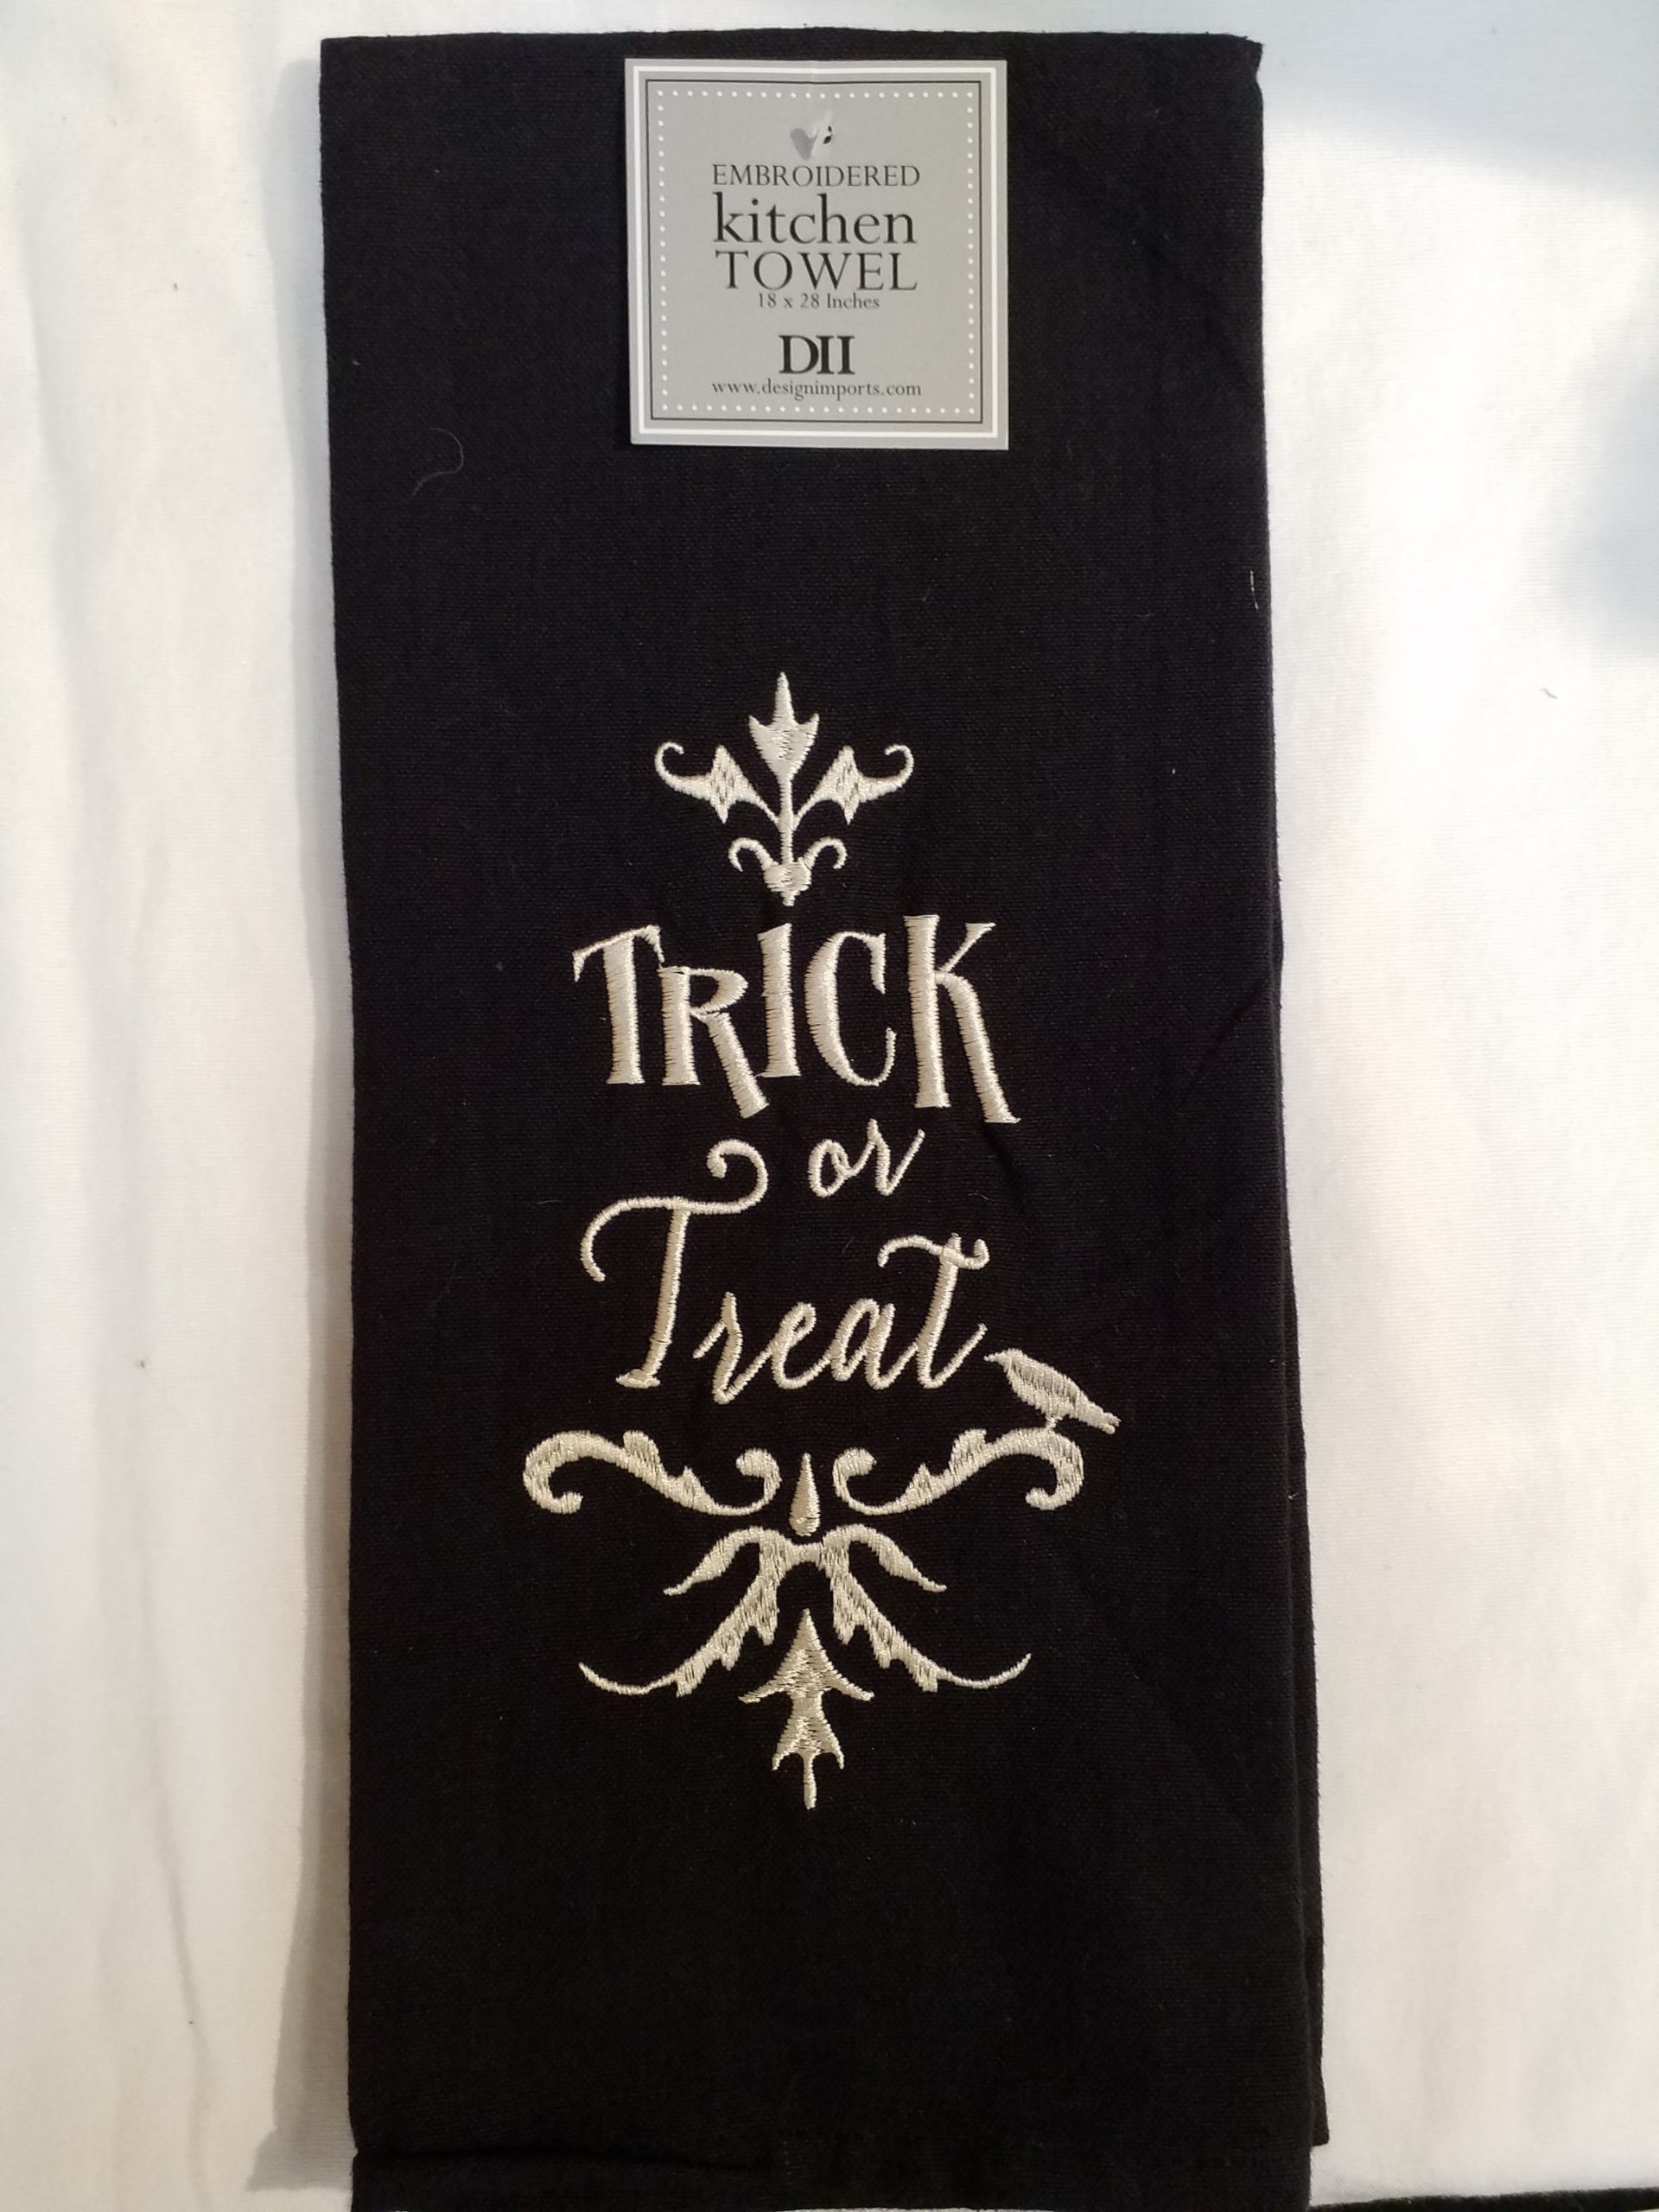 EMBROIDERED
kitchen
TOWEL
18 x 28 Inches
DII
www.designimports.com
TRICK
or
Treat